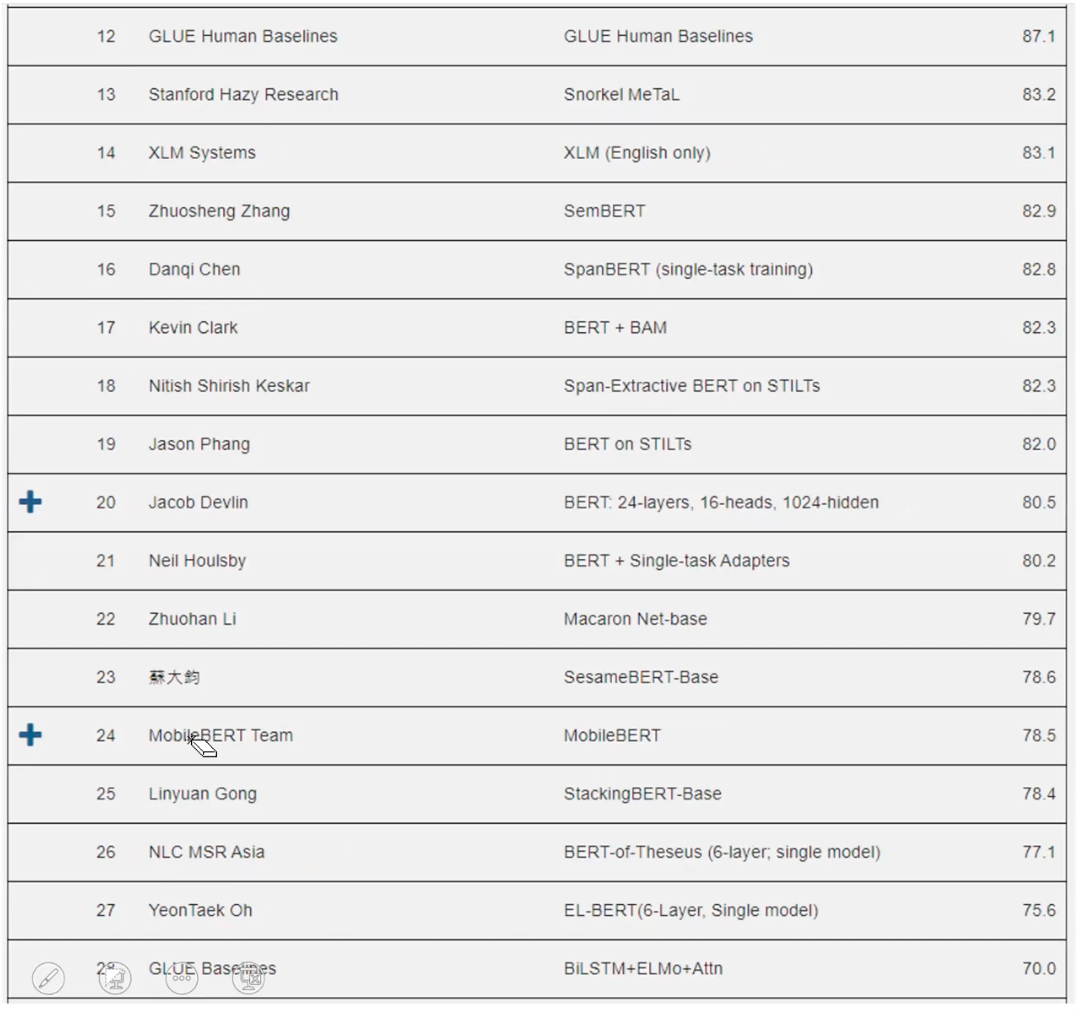 12 GLUE Human Baselines GLUE Human Baselines 87.1
13 Stanford Hazy Research Snorkel MeTaL 83.2
14 XLM Systems XLM (English only) 83.1
15 Zhuosheng Zhang SemBERT 82.9
16 Danqi Chen SpanBERT (single-task training) 82.8
17 Kevin Clark BERT + BAM 82.3
18 Nitish Shirish Keskar Span-Extractive BERT on STILTs 82.3
19 Jason Phang BERT on STILTs 82.0
20 Jacob Devlin BERT: 24-layers, 16-heads, 1024-hidden 80.5
21 Neil Houlsby BERT + Single-task Adapters 80.2
22 Zhuohan Li Macaron Net-base 79.7
23 蘇大鈞 SesameBERT-Base 78.6
24 MobileBERT Team MobileBERT 78.5
25 Linyuan Gong StackingBERT-Base 78.4
26 NLC MSR Asia BERT-of-Theseus (6-layer; single model) 77.1
27 YeonTaek Oh EL-BERT(6-Layer, Single model) 75.6
28 GLUE Baselines BiLSTM+ELMo+Attn 70.0